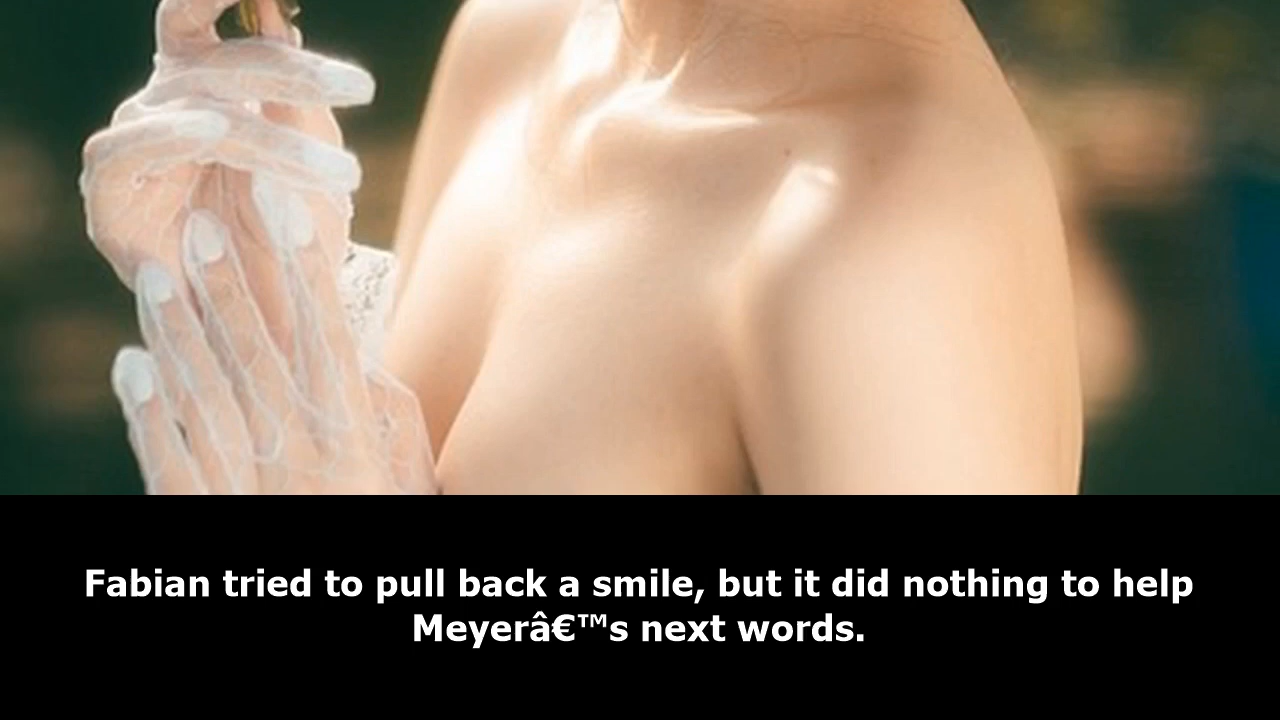 Fabian tried to pull back a smile, but it did nothing to help
Meyerâ€™s next words.